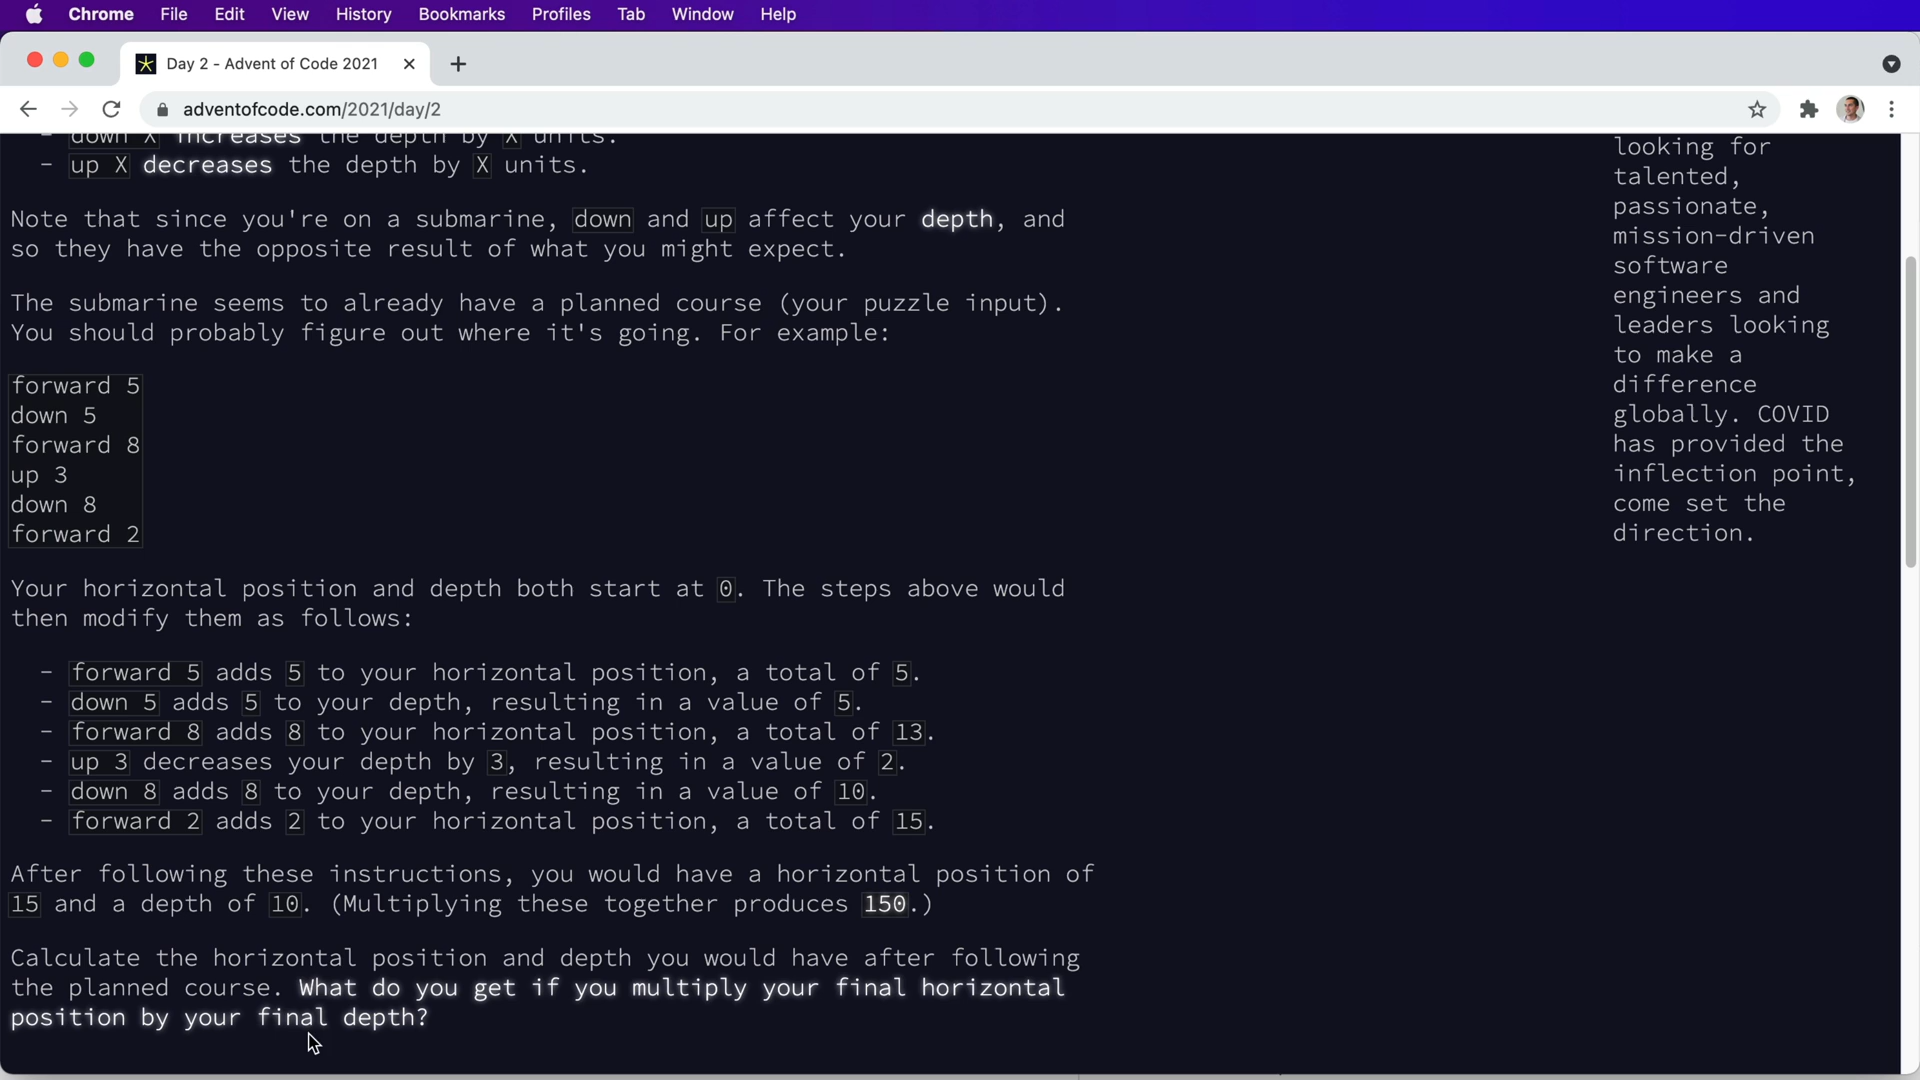 Chrome File Edit View History Bookmarks Profiles Tab Window Help
Day 2 - Advent of Code 2021
adventofcode.com/2021/day/2
- down X increases the depth by X units.
- up X decreases the depth by X units.
Note that since you're on a submarine, down and up affect your depth, and
so they have the opposite result of what you might expect.
The submarine seems to already have a planned course (your puzzle input).
You should probably figure out where it's going. For example:
forward 5
down 5
forward 8
up 3
down 8
forward 2
Your horizontal position and depth both start at 0. The steps above would
then modify them as follows:
- forward 5 adds 5 to your horizontal position, a total of 5.
- down 5 adds 5 to your depth, resulting in a value of 5.
- forward 8 adds 8 to your horizontal position, a total of 13.
- up 3 decreases your depth by 3, resulting in a value of 2.
- down 8 adds 8 to your depth, resulting in a value of 10.
- forward 2 adds 2 to your horizontal position, a total of 15.
After following these instructions, you would have a horizontal position of
15 and a depth of 10. (Multiplying these together produces 150.)
Calculate the horizontal position and depth you would have after following
the planned course. What do you get if you multiply your final horizontal
position by your final depth?
looking for
talented,
passionate,
mission-driven
software
engineers and
leaders looking
to make a
difference
globally. COVID
has provided the
inflection point,
come set the
direction.